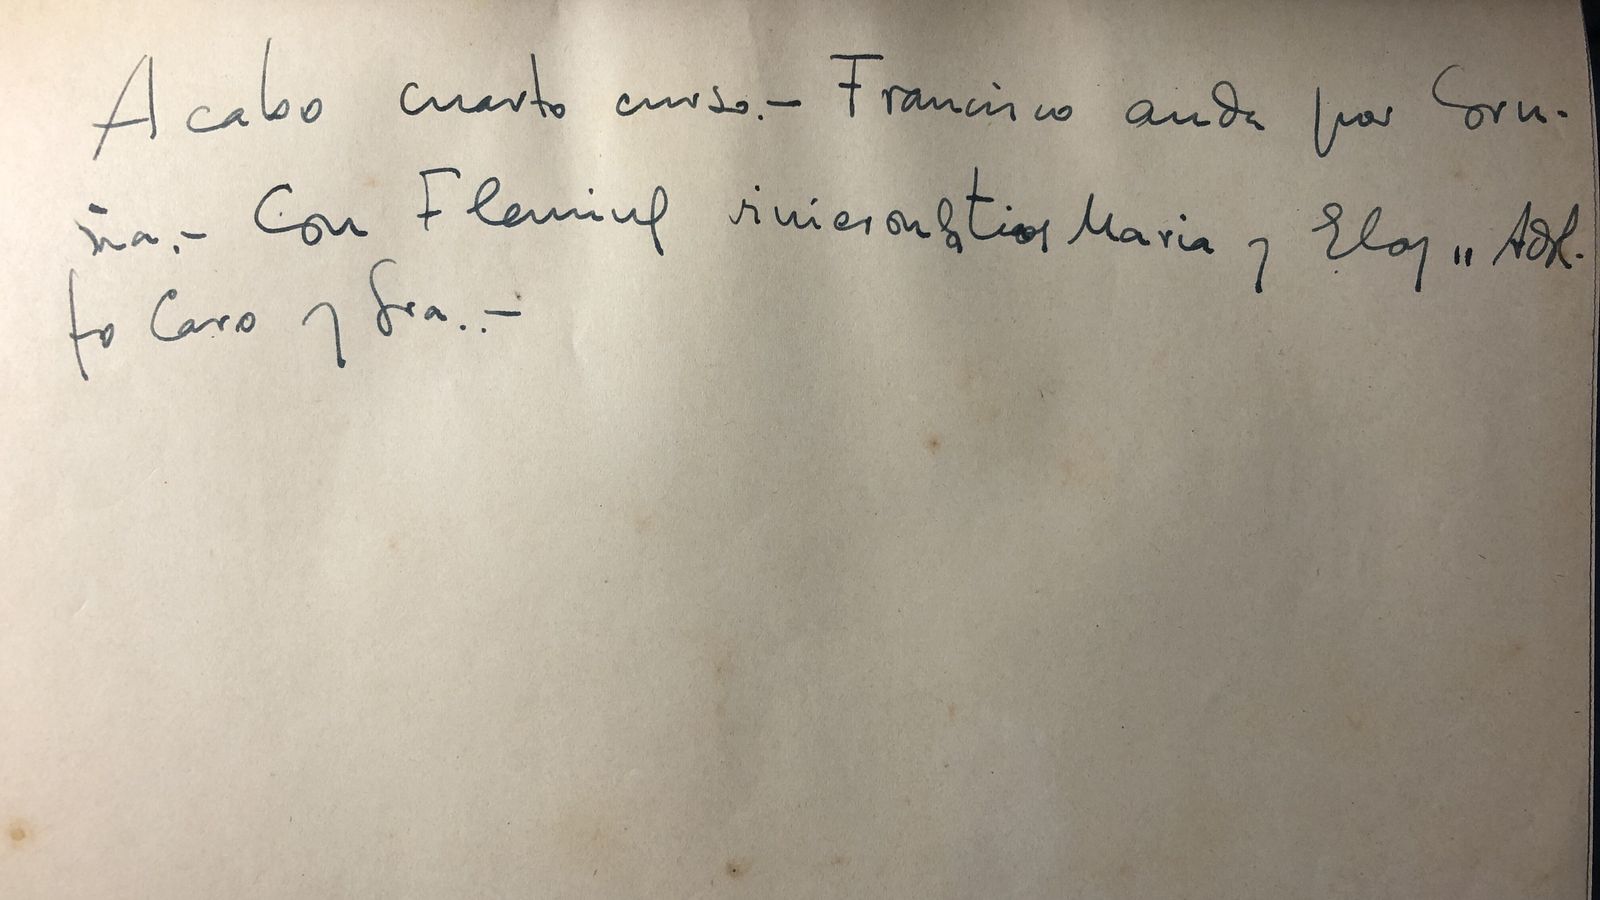 Acabo cuarto curso.- Francisco anda por Coru-
ña.- Con Fleming vinieron tios Maria y Eloy " Adol-
fo Caro y Sra..-